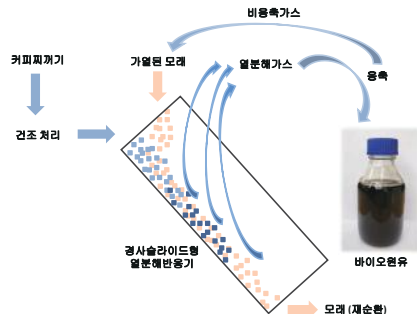 비응축가스
커피찌꺼기
가열된 모래
열분해가스
응축
건조 처리
경사슬라이드형
열분해반응기
바이오원유
모래 (재순환)